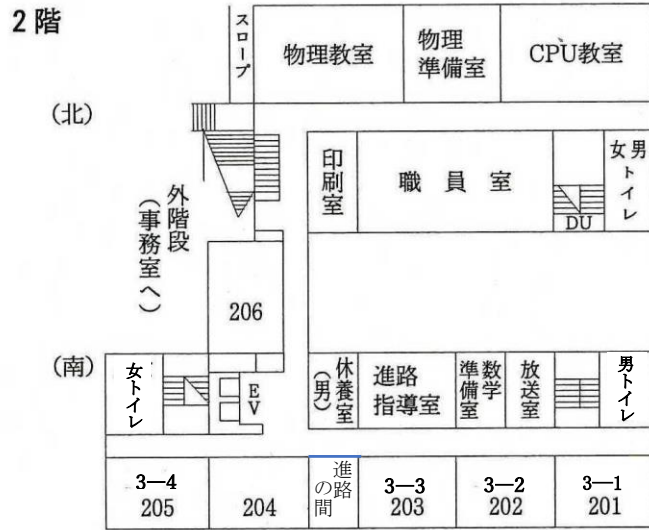 2階
スロープ
物理教室
物理
準備室
CPU教室
(北)
印刷室
職員室
女トイレ
男
DU
外階段
(事務室へ)
206
(南)
女トイレ
EV
休養室
(男)
進路
指導室
数学
準備室
放送室
男トイレ
3—4
205
204
進路
の間
3—3
203
3—2
202
3—1
201